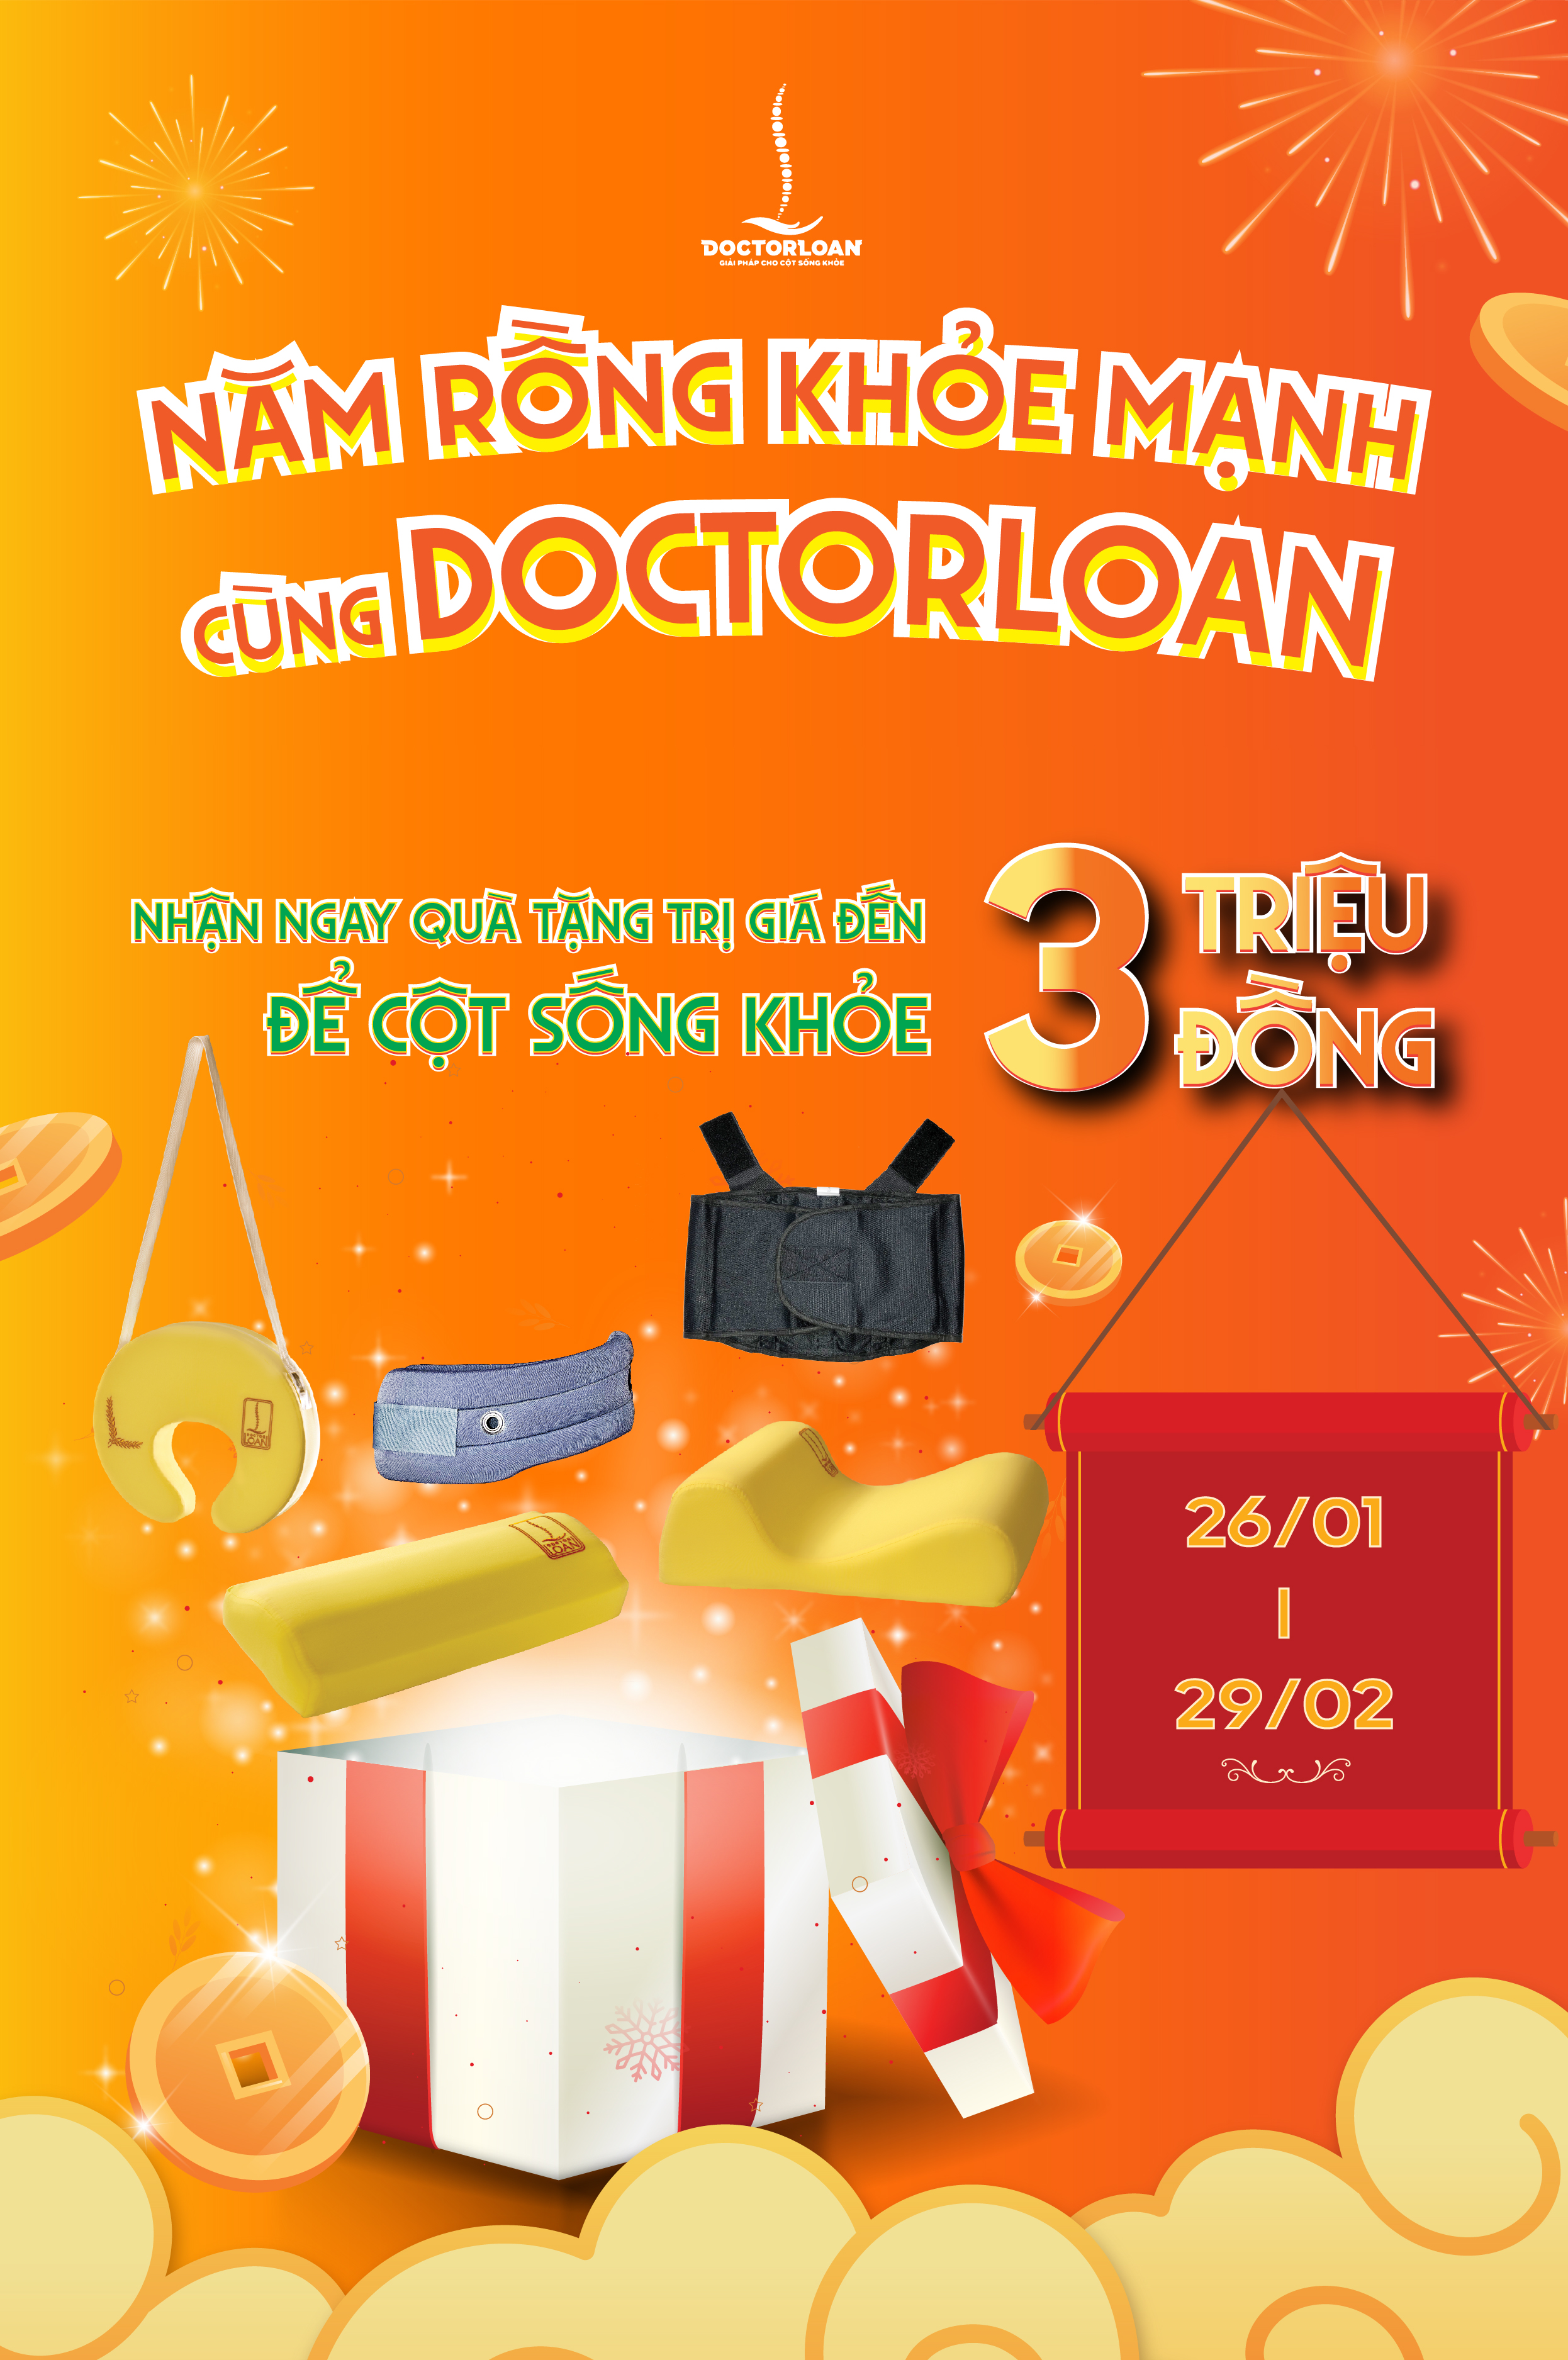 DOCTORLOAN
GIẢI PHÁP CHO CỘT SỐNG KHỎE
NĂM RỒNG KHỎE MẠNH
CÙNG DOCTORLOAN
NHẬN NGAY QUÀ TẶNG TRỊ GIÁ ĐẾN
ĐỂ CỘT SỐNG KHỎE
3 TRIỆU
ĐỒNG
26/01
-
29/02